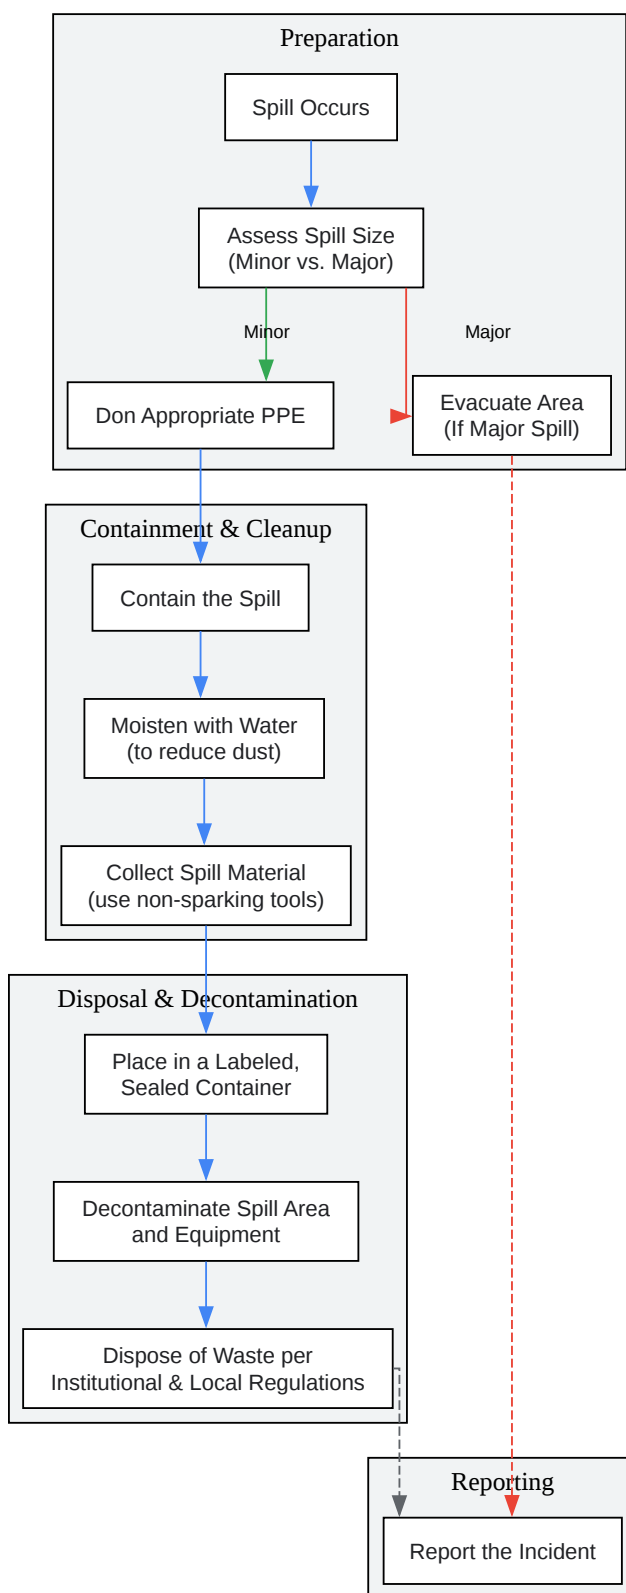 Preparation
Spill Occurs
Assess Spill Size
(Minor vs. Major)
Minor
Major
Don Appropriate PPE
Evacuate Area
(If Major Spill)
Containment & Cleanup
Contain the Spill
Moisten with Water
(to reduce dust)
Collect Spill Material
(use non-sparking tools)
Disposal & Decontamination
Place in a Labeled,
Sealed Container
Decontaminate Spill Area
and Equipment
Dispose of Waste per
Institutional & Local Regulations
Reporting
Report the Incident